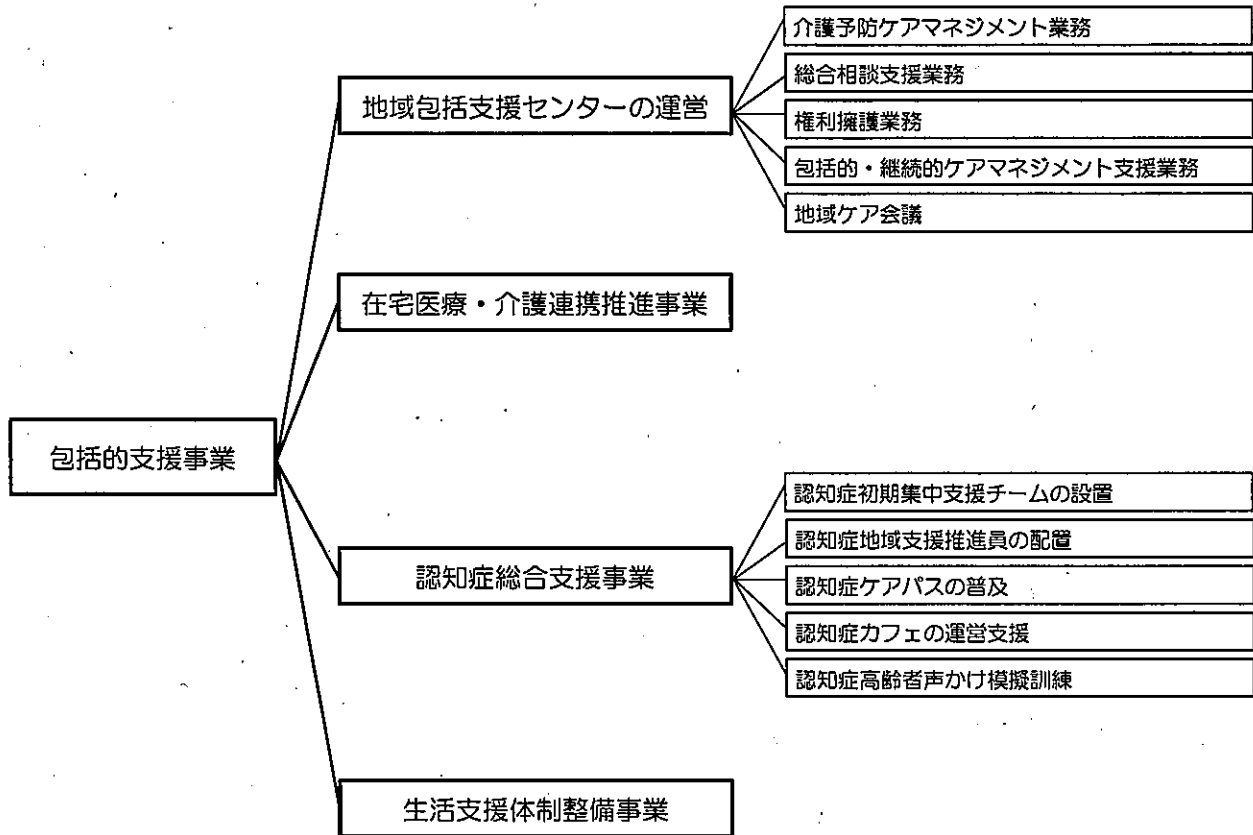 包括的支援事業
地域包括支援センターの運営
介護予防ケアマネジメント業務
総合相談支援業務
権利擁護業務
包括的・継続的ケアマネジメント支援業務
地域ケア会議
在宅医療・介護連携推進事業
認知症総合支援事業
認知症初期集中支援チームの設置
認知症地域支援推進員の配置
認知症ケアパスの普及
認知症カフェの運営支援
認知症高齢者声かけ模擬訓練
生活支援体制整備事業